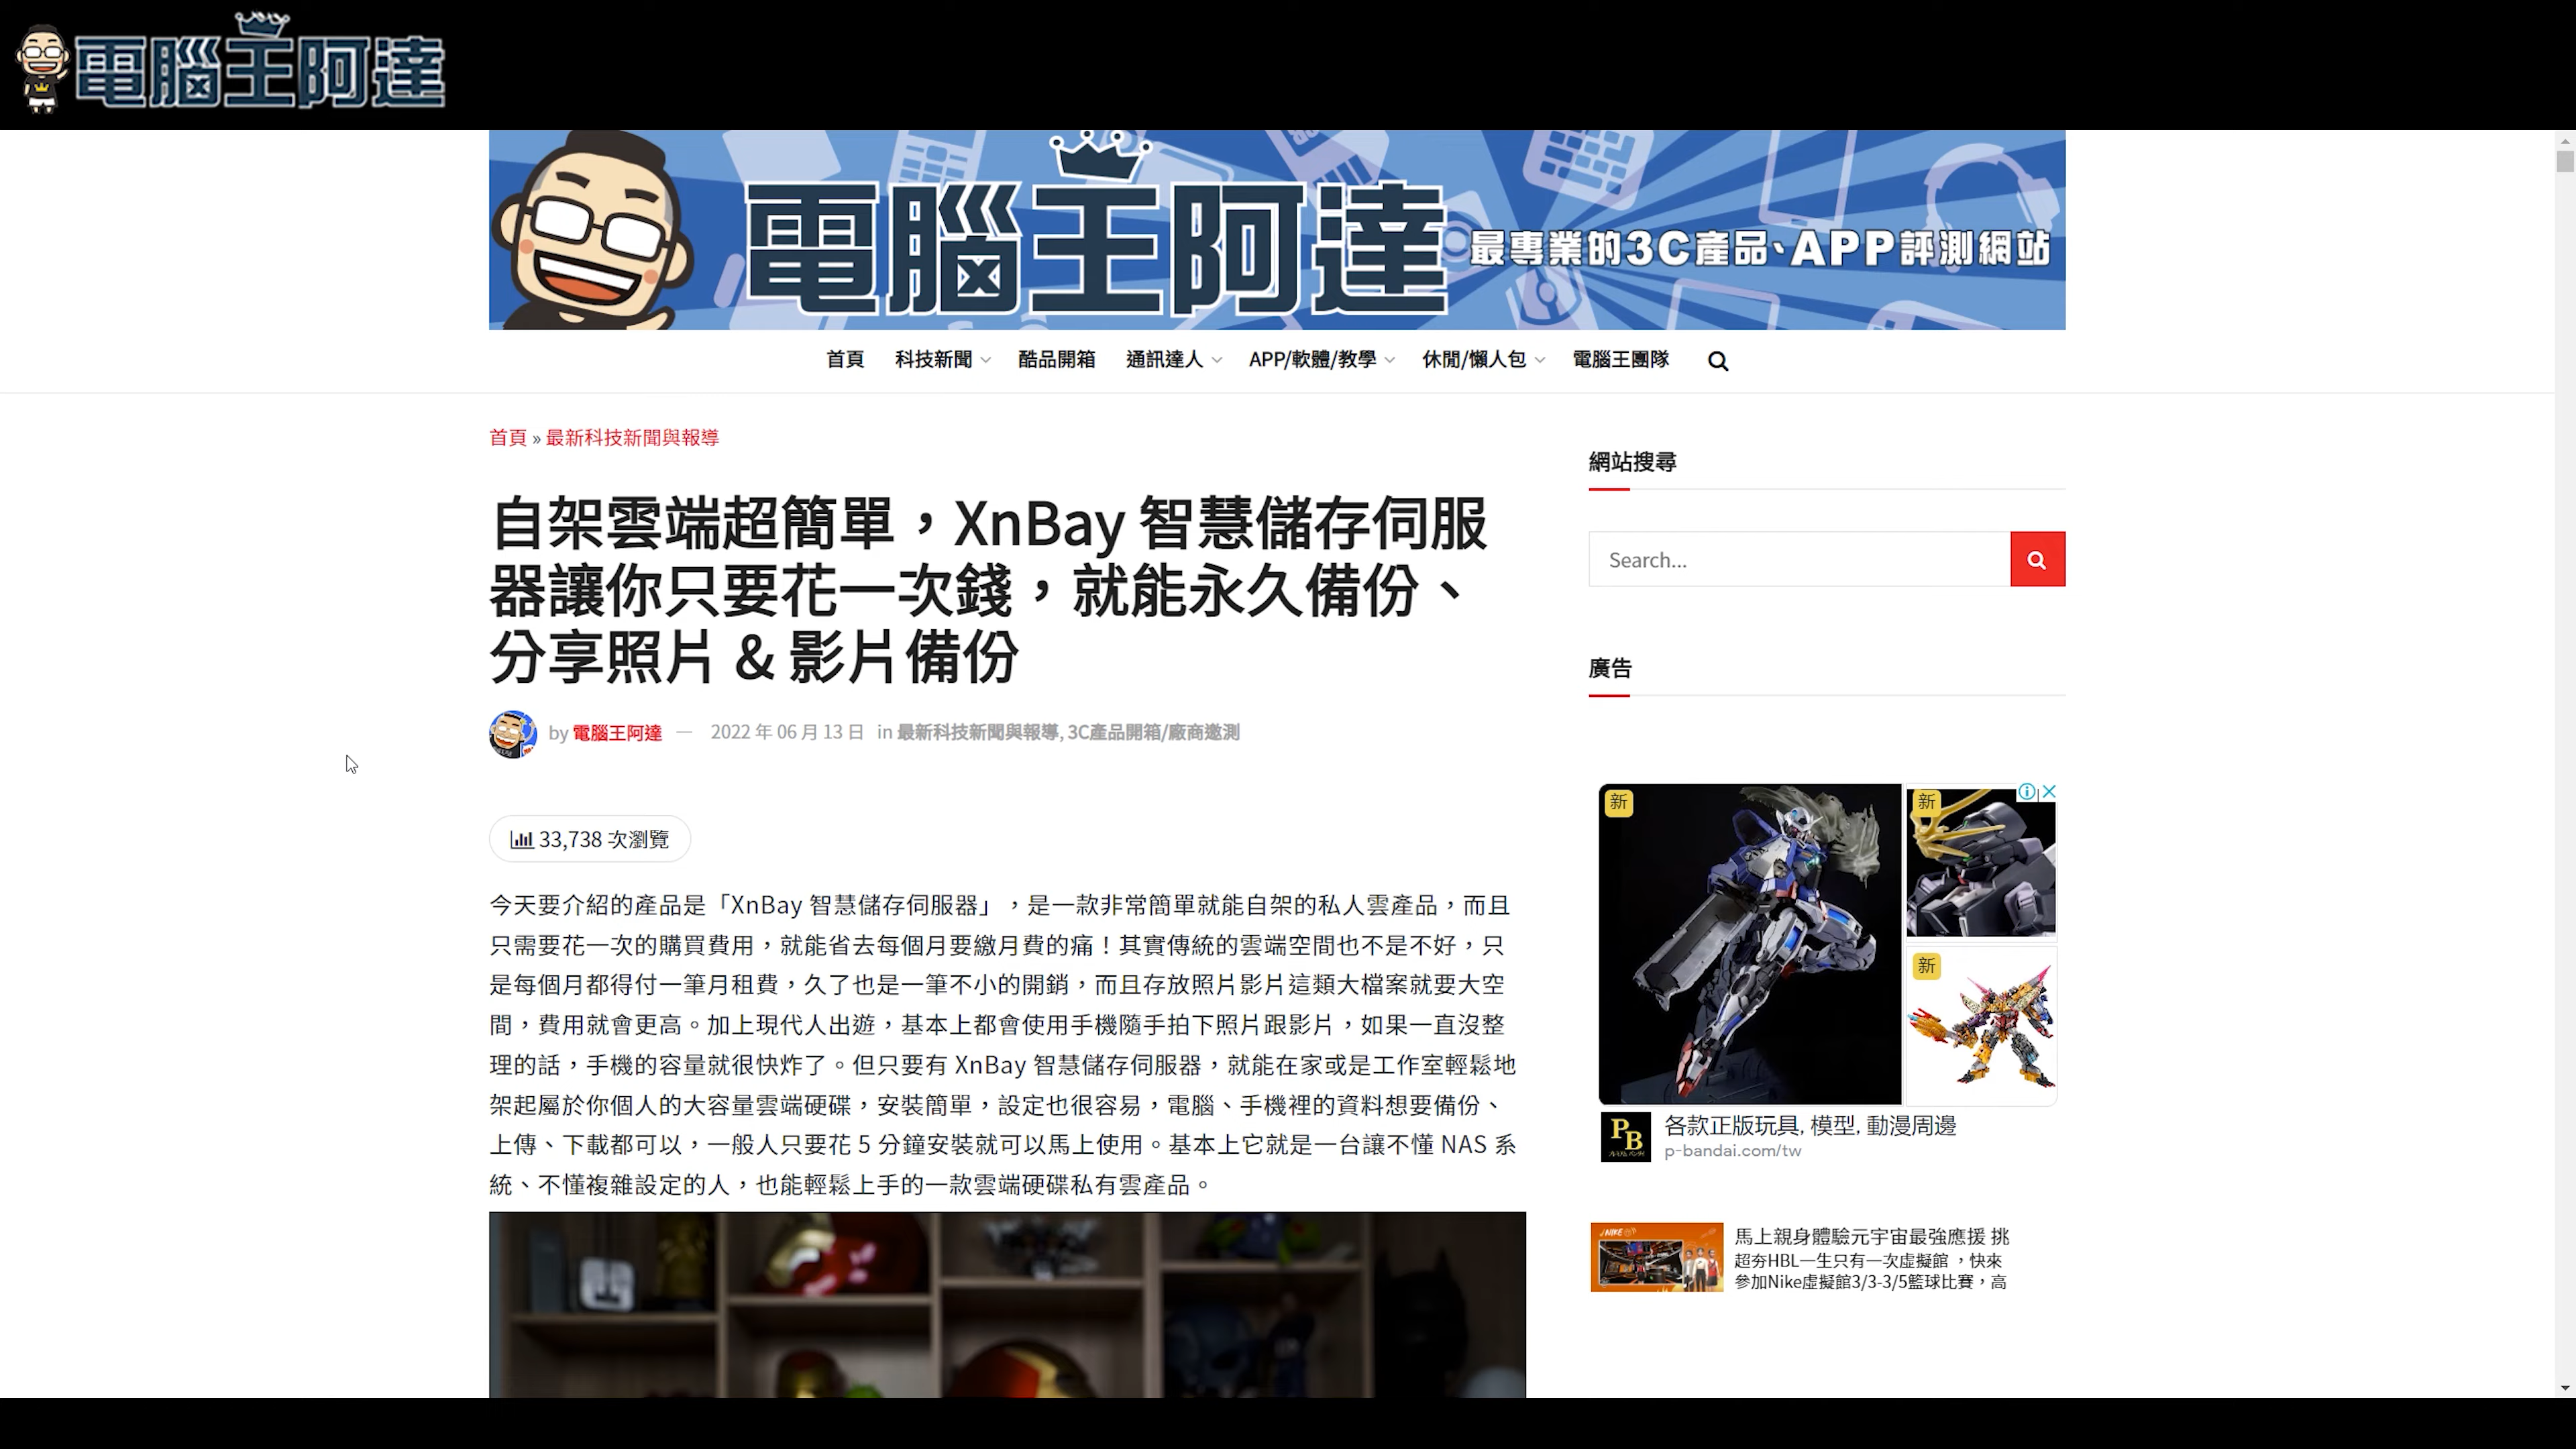 電腦王阿達
電腦王阿達
最專業的3C產品、APP評測網站
首頁 科技新聞 酷品開箱 通訊達人 APP/軟體/教學 休閒/懶人包 電腦王團隊
首頁 » 最新科技新聞與報導
自架雲端超簡單，XnBay 智慧儲存伺服
器讓你只要花一次錢，就能永久備份、
分享照片 & 影片備份
by 電腦王阿達 — 2022 年 06 月 13 日 in 最新科技新聞與報導, 3C產品開箱/廠商邀測
33,738 次瀏覽
今天要介紹的產品是「XnBay 智慧儲存伺服器」，是一款非常簡單就能自架的私人雲產品，而且
只需要花一次的購買費用，就能省去每個月要繳月費的痛！其實傳統的雲端空間也不是不好，只
是每個月都得付一筆月租費，久了也是一筆不小的開銷，而且存放照片影片這類大檔案就要大空
間，費用就會更高。加上現代人出遊，基本上都會使用手機隨手拍下照片跟影片，如果一直沒整
理的話，手機的容量就很快炸了。但只要有 XnBay 智慧儲存伺服器，就能在家或是工作室輕鬆地
架起屬於你個人的大容量雲端硬碟，安裝簡單，設定也很容易，電腦、手機裡的資料想要備份、
上傳、下載都可以，一般人只要花 5 分鐘安裝就可以馬上使用。基本上它就是一台讓不懂 NAS 系
統、不懂複雜設定的人，也能輕鬆上手的一款雲端硬碟私有雲產品。
網站搜尋
Search...
廣告
新
新
新
PB
各款正版玩具, 模型, 動漫周邊
p-bandai.com/tw
馬上親身體驗元宇宙最強應援 挑
超夯HBL一生只有一次虛擬館 ，快來
參加Nike虛擬館3/3-3/5籃球比賽，高